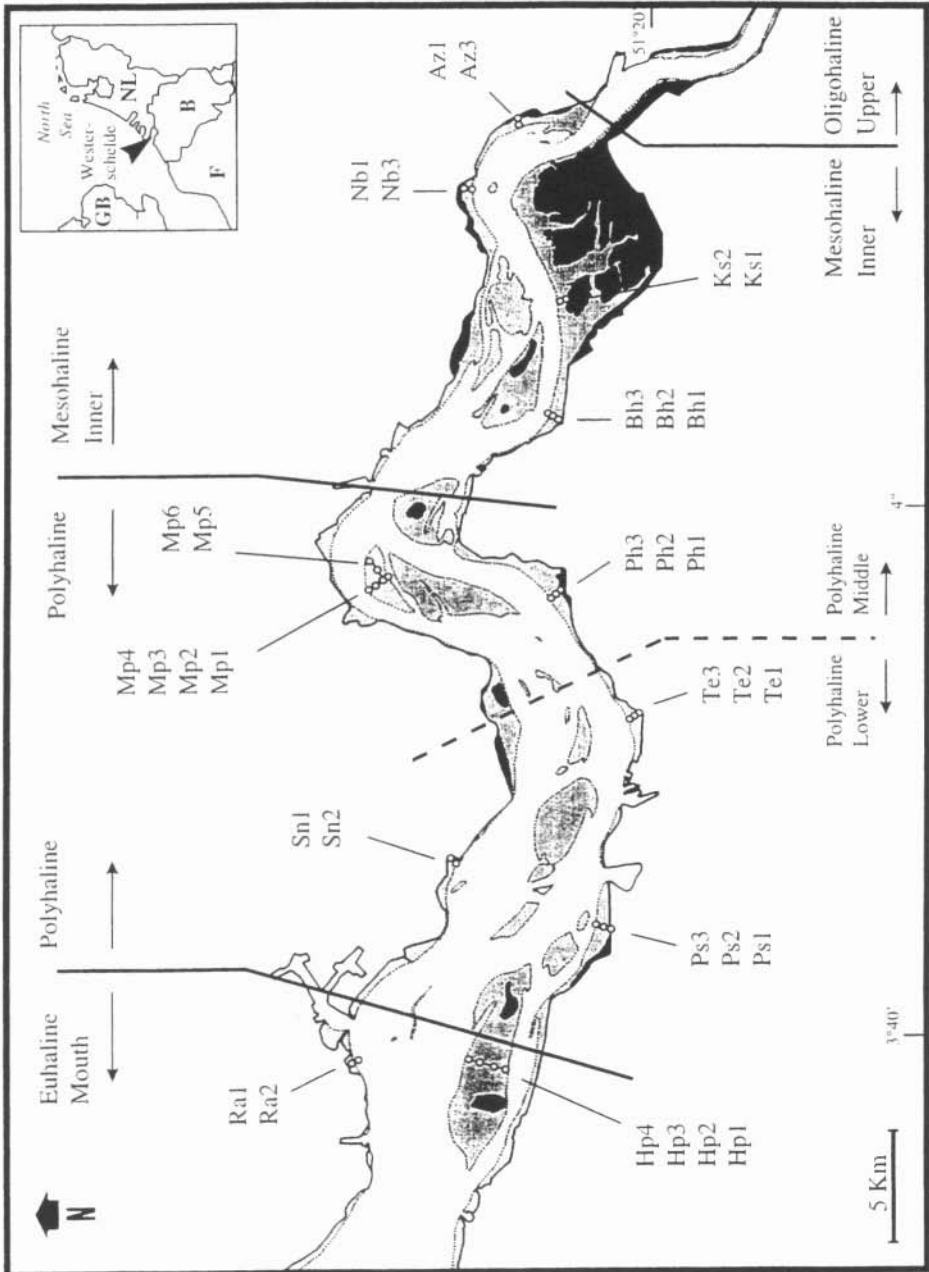 N
Euhaline
Mouth
Polyhaline
Polyhaline
Mesohaline
Inner
North
Sea
Wester-
schelde
GB
NL
B
F
Ra1
Ra2
Sn1
Sn2
Mp4
Mp3
Mp2
Mp1
Mp6
Mp5
Nb1
Nb3
Az1
Az3
51°20'
Hp4
Hp3
Hp2
Hp1
Ps3
Ps2
Ps1
Te3
Te2
Te1
Ph3
Ph2
Ph1
Bh3
Bh2
Bh1
Ks2
Ks1
Polyhaline
Lower
Polyhaline
Middle
Mesohaline
Inner
Oligohaline
Upper
5 Km
3°40'
4°